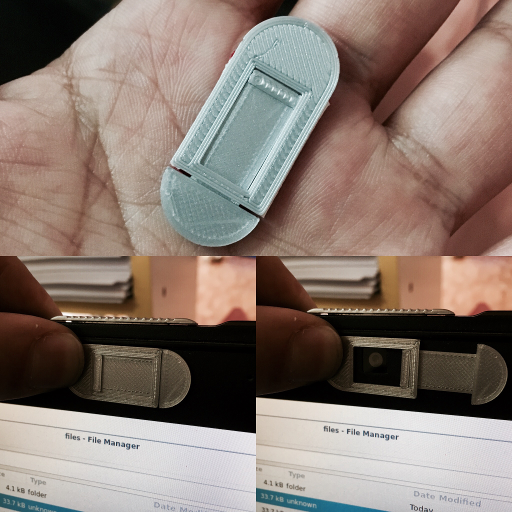 files - File Manager
Type
4.1 kB folder
33.7 kB unknown
Date Modified
files - File Manager
Type
Date Modified
4.1 kB folder
33.7 kB unknown
Today